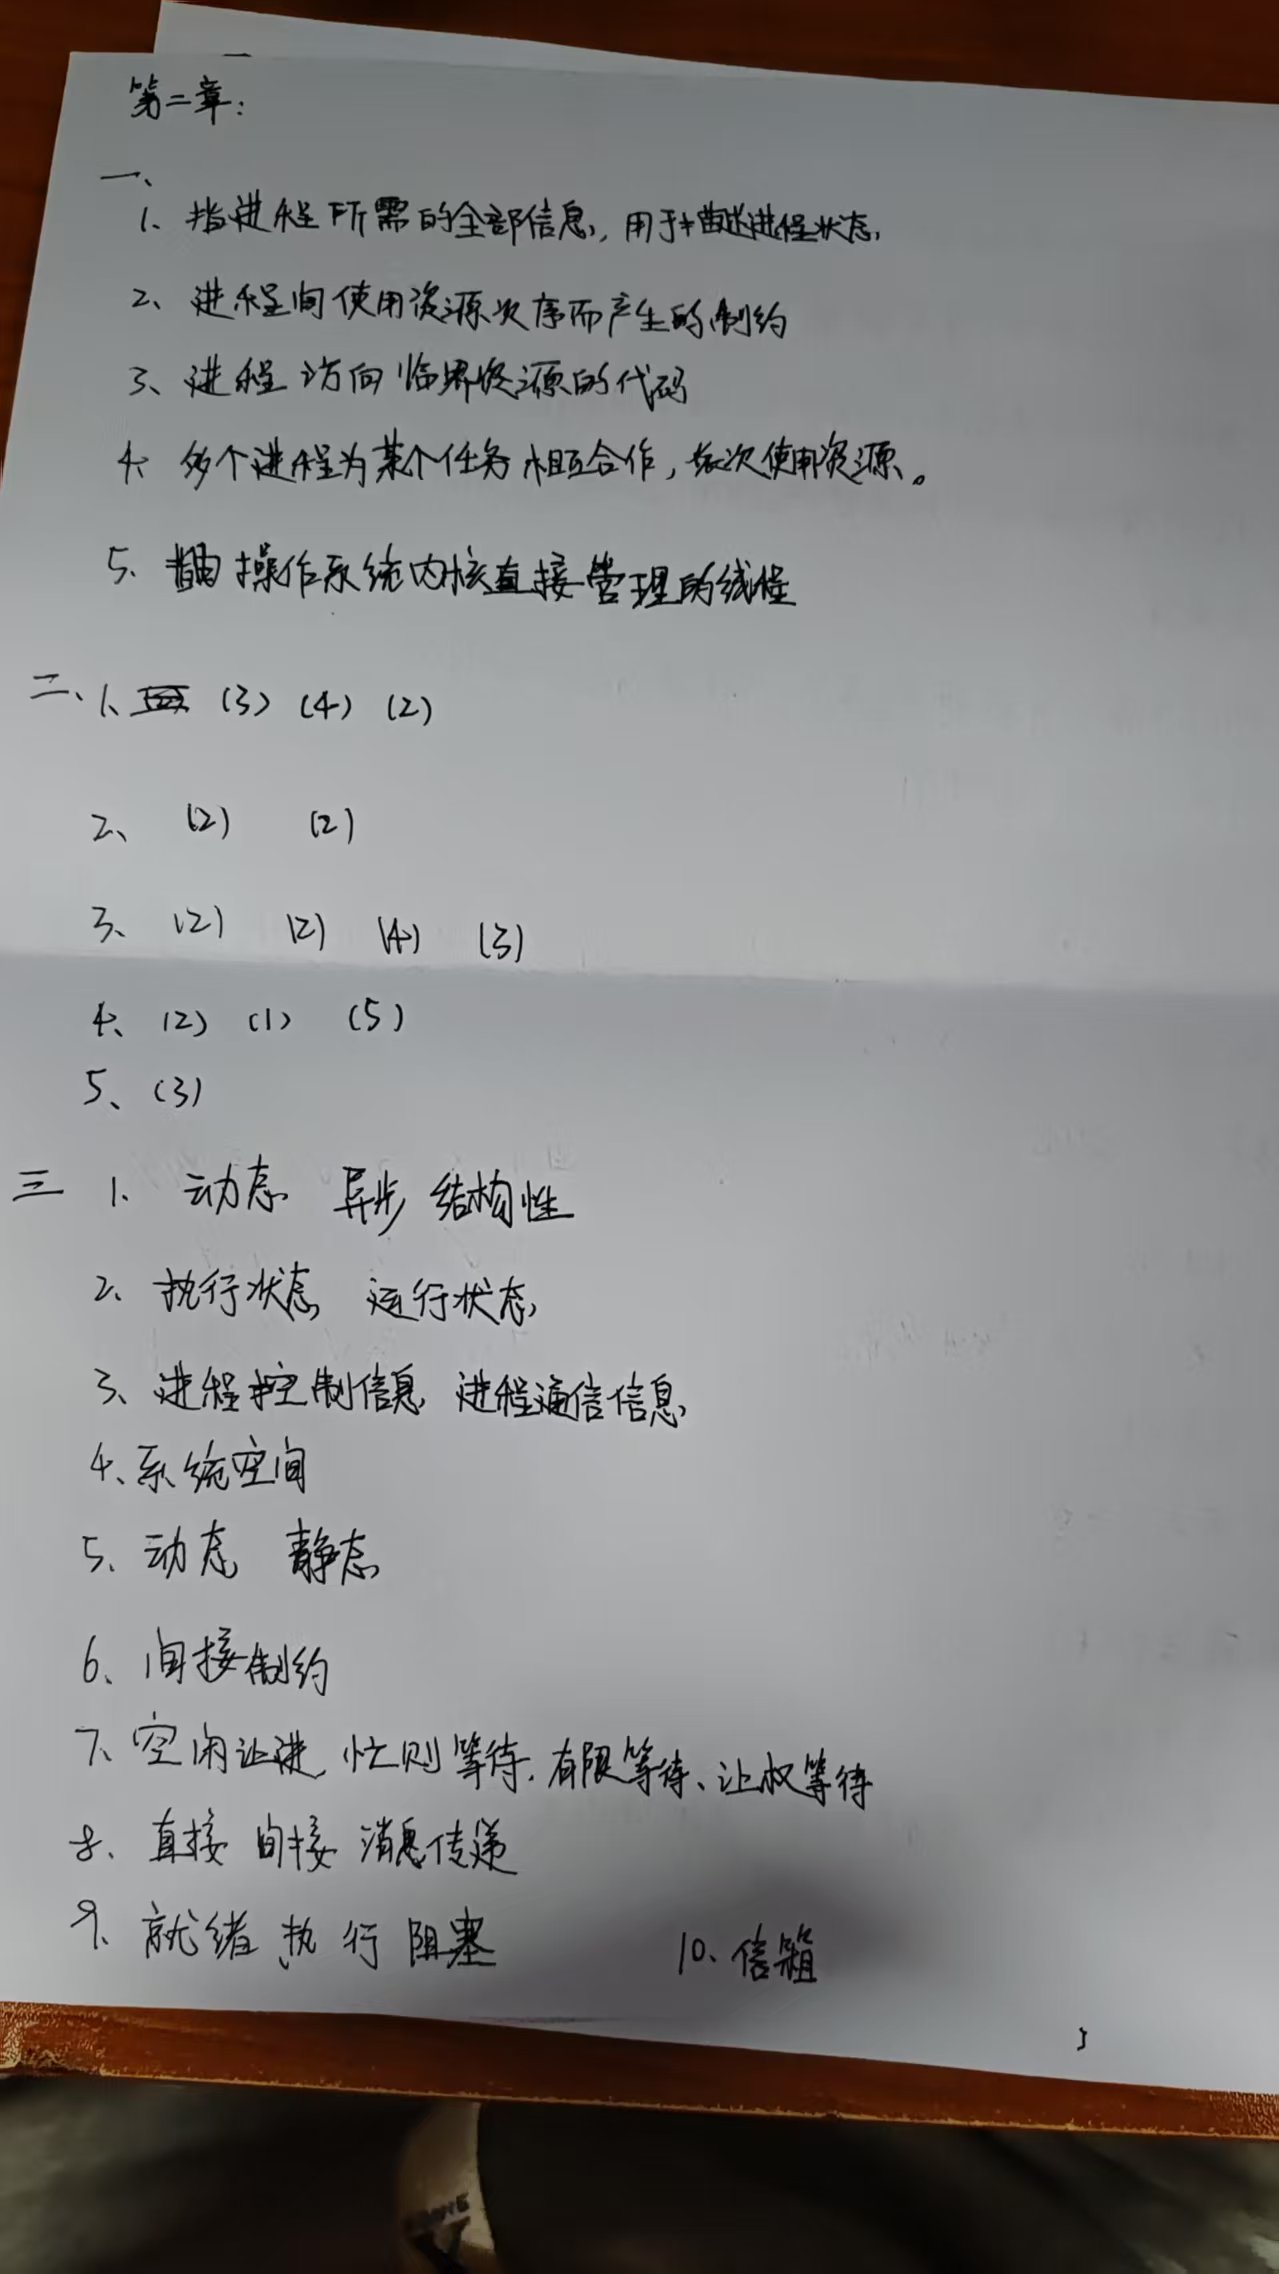 第二章：
一、
1、指进程所需的全部信息，用于描述进程状态，
2、进程间使用资源次序而产生的制约
3、进程访问临界资源的代码
4、多个进程为某个任务相互合作，依次使用资源。
5、由操作系统内核直接管理的线程
二、1、(3) (4) (2)
2、(2) (2)
3、(2) (2) (4) (3)
4、(2) (1) (5)
5、(3)
三 1、动态 异步 结构性
2、执行状态 运行状态
3、进程控制信息 进程通信信息
4、系统空间
5、动态 静态
6、间接制约
7、空闲让进，忙则等待，有限等待、让权等待
8、直接 间接 消息传递
9、就绪、执行 阻塞 10、信箱